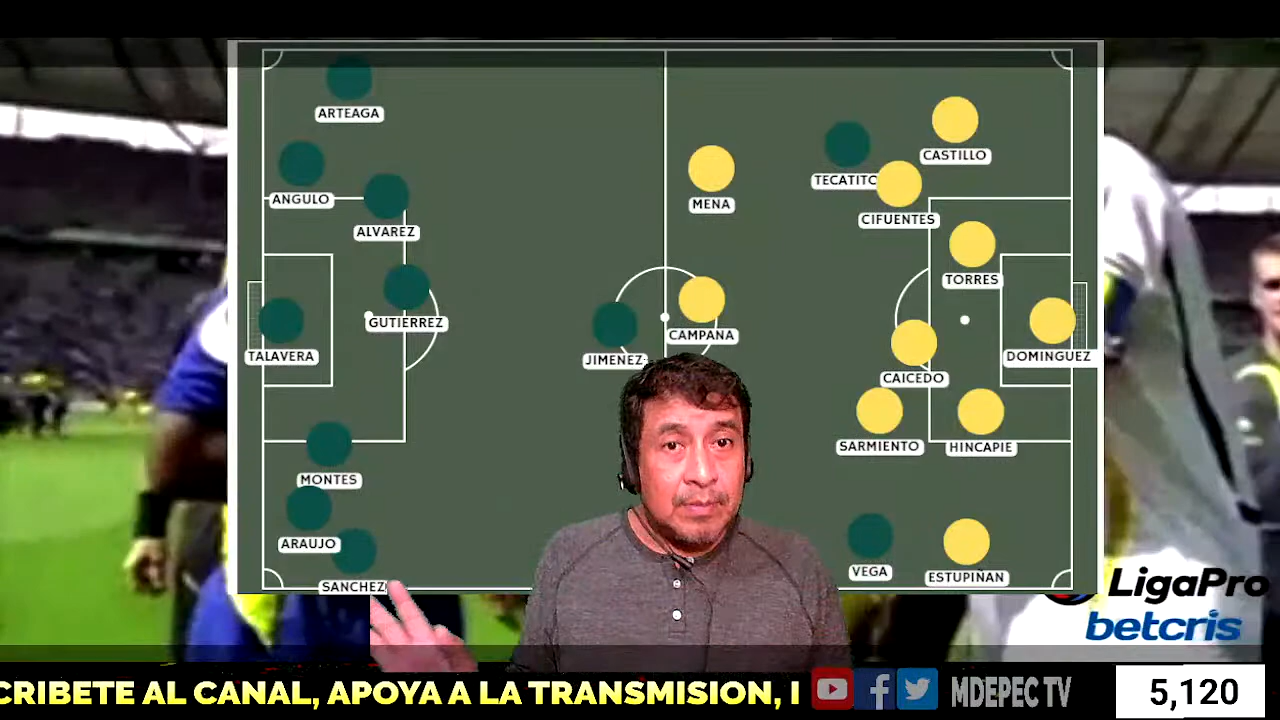 ARTEAGA
CASTILLO
TECATITO
ANGULO
MENA
CIFUENTES
ALVAREZ
TORRES
GUTIERREZ
CAMPANA
TALAVERA
JIMENEZ
DOMINGUEZ
CAICEDO
SARMIENTO
HINCAPIE
MONTES
ARAUJO
VEGA
ESTUPINAN
SANCHEZ
LigaPro
betcris
CRIBETE AL CANAL, APOYA A LA TRANSMISION, I
MDEPEC TV
5,120